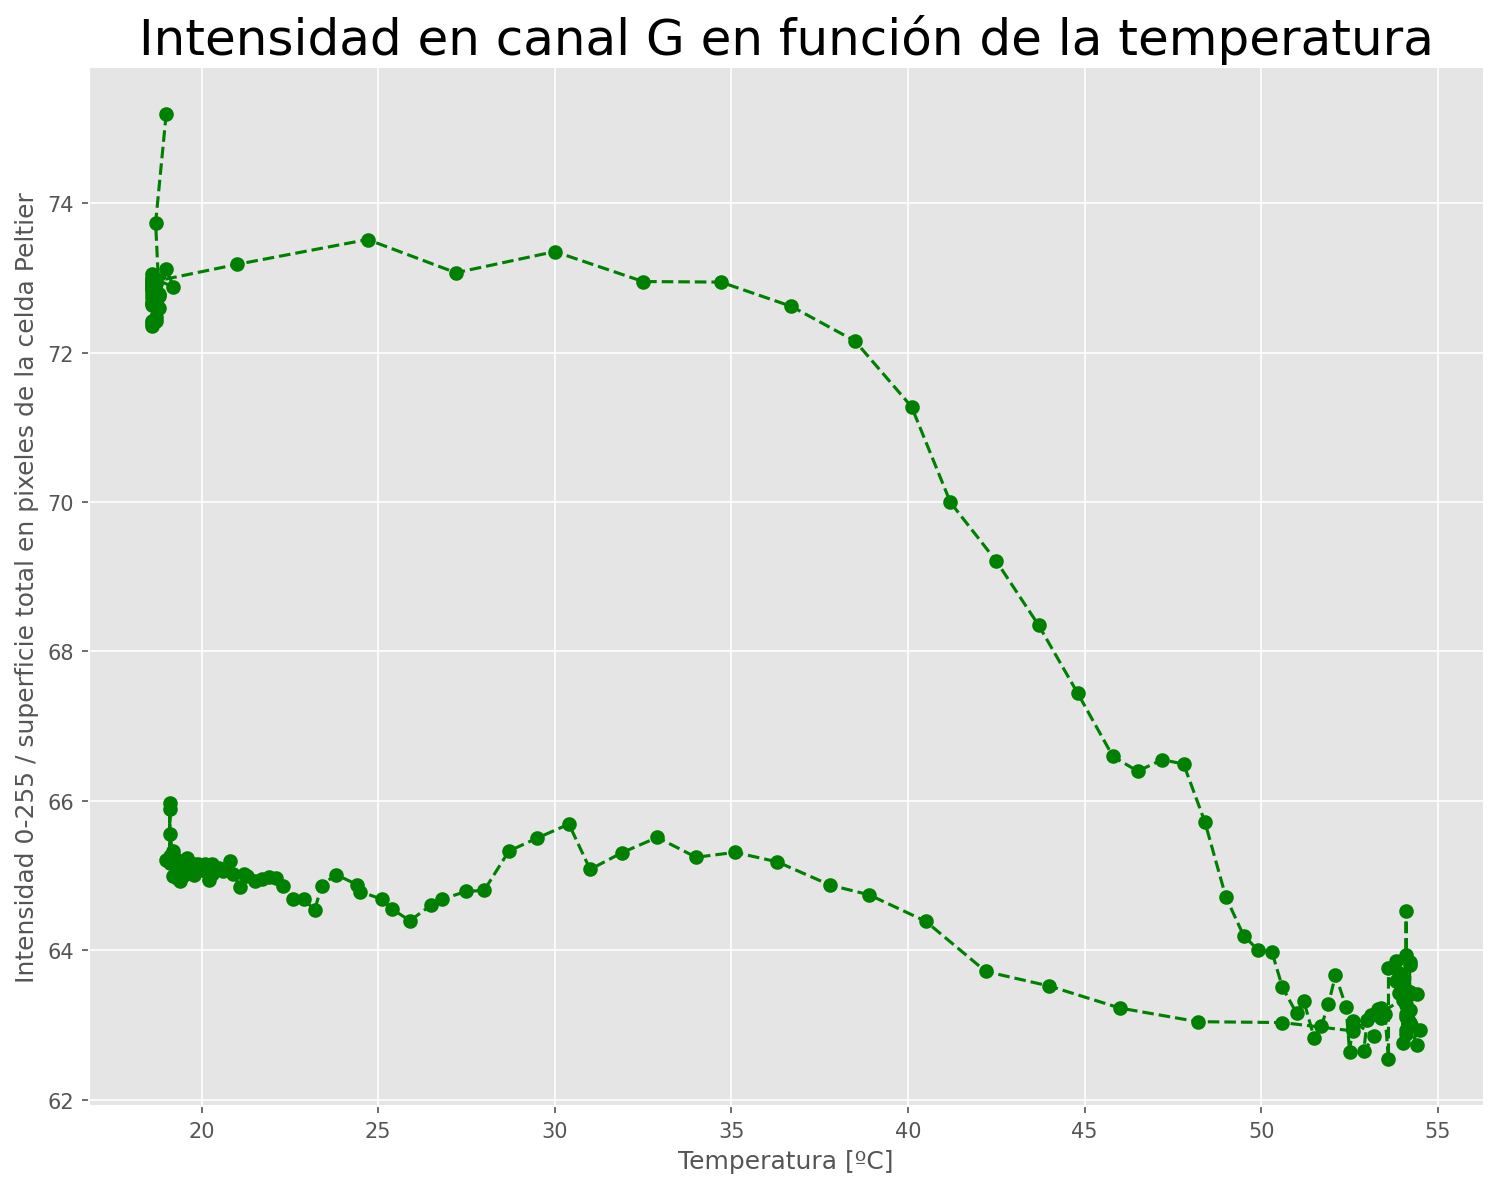 Intensidad en canal G en función de la temperatura
Intensidad 0-255 / superficie total en pixeles de la celda Peltier
74
72
70
68
66
64
62
20 25 30 35 40 45 50 55
Temperatura [ºC]